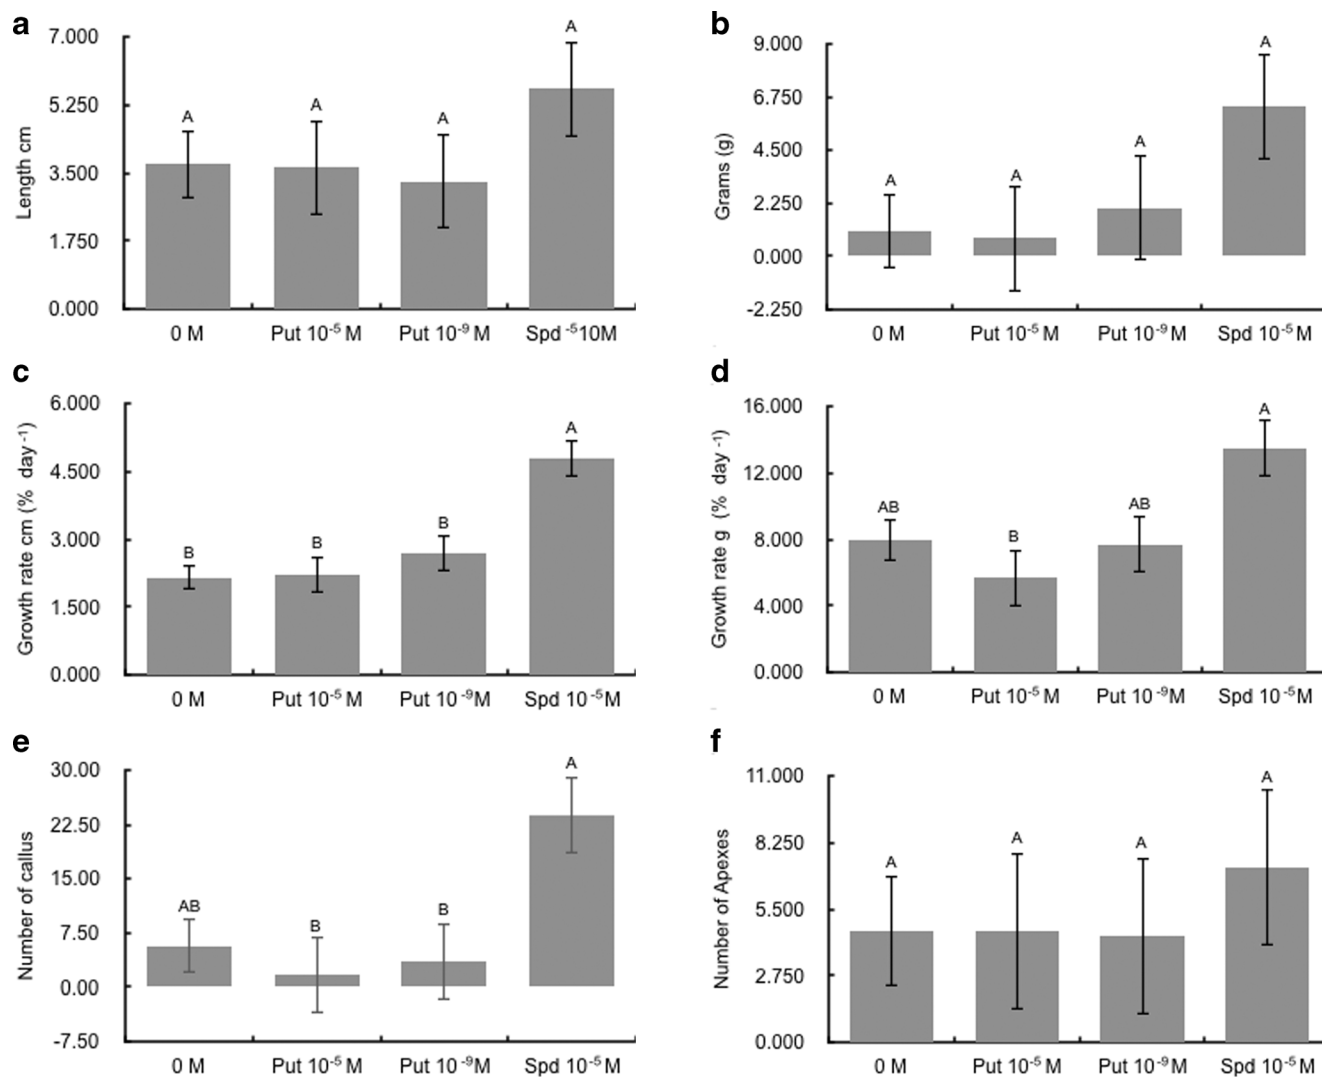 a
7.000
5.250
3.500
1.750
0.000
Length cm
A
A
A
A
0 M
Put 10⁻⁵ M
Put 10⁻⁹ M
Spd ⁻⁵10M
b
9.000
6.750
4.500
2.250
0.000
-2.250
Grams (g)
A
A
A
A
0 M
Put 10⁻⁵ M
Put 10⁻⁹ M
Spd 10⁻⁵ M
c
6.000
4.500
3.000
1.500
0.000
Growth rate cm (% day ⁻¹)
B
B
B
A
0 M
Put 10⁻⁵ M
Put 10⁻⁹M
Spd 10⁻⁵M
d
16.000
12.000
8.000
4.000
0.000
Growth rate g (% day ⁻¹)
AB
B
AB
A
0 M
Put 10⁻⁵ M
Put 10⁻⁹M
Spd 10⁻⁵ M
e
30.00
22.50
15.00
7.50
0.00
-7.50
Number of callus
AB
B
B
A
0 M
Put 10⁻⁵ M
Put 10⁻⁹M
Spd 10⁻⁵M
f
11.000
8.250
5.500
2.750
0.000
Number of Apexes
A
A
A
A
0 M
Put 10⁻⁵ M
Put 10⁻⁹ M
Spd 10⁻⁵ M